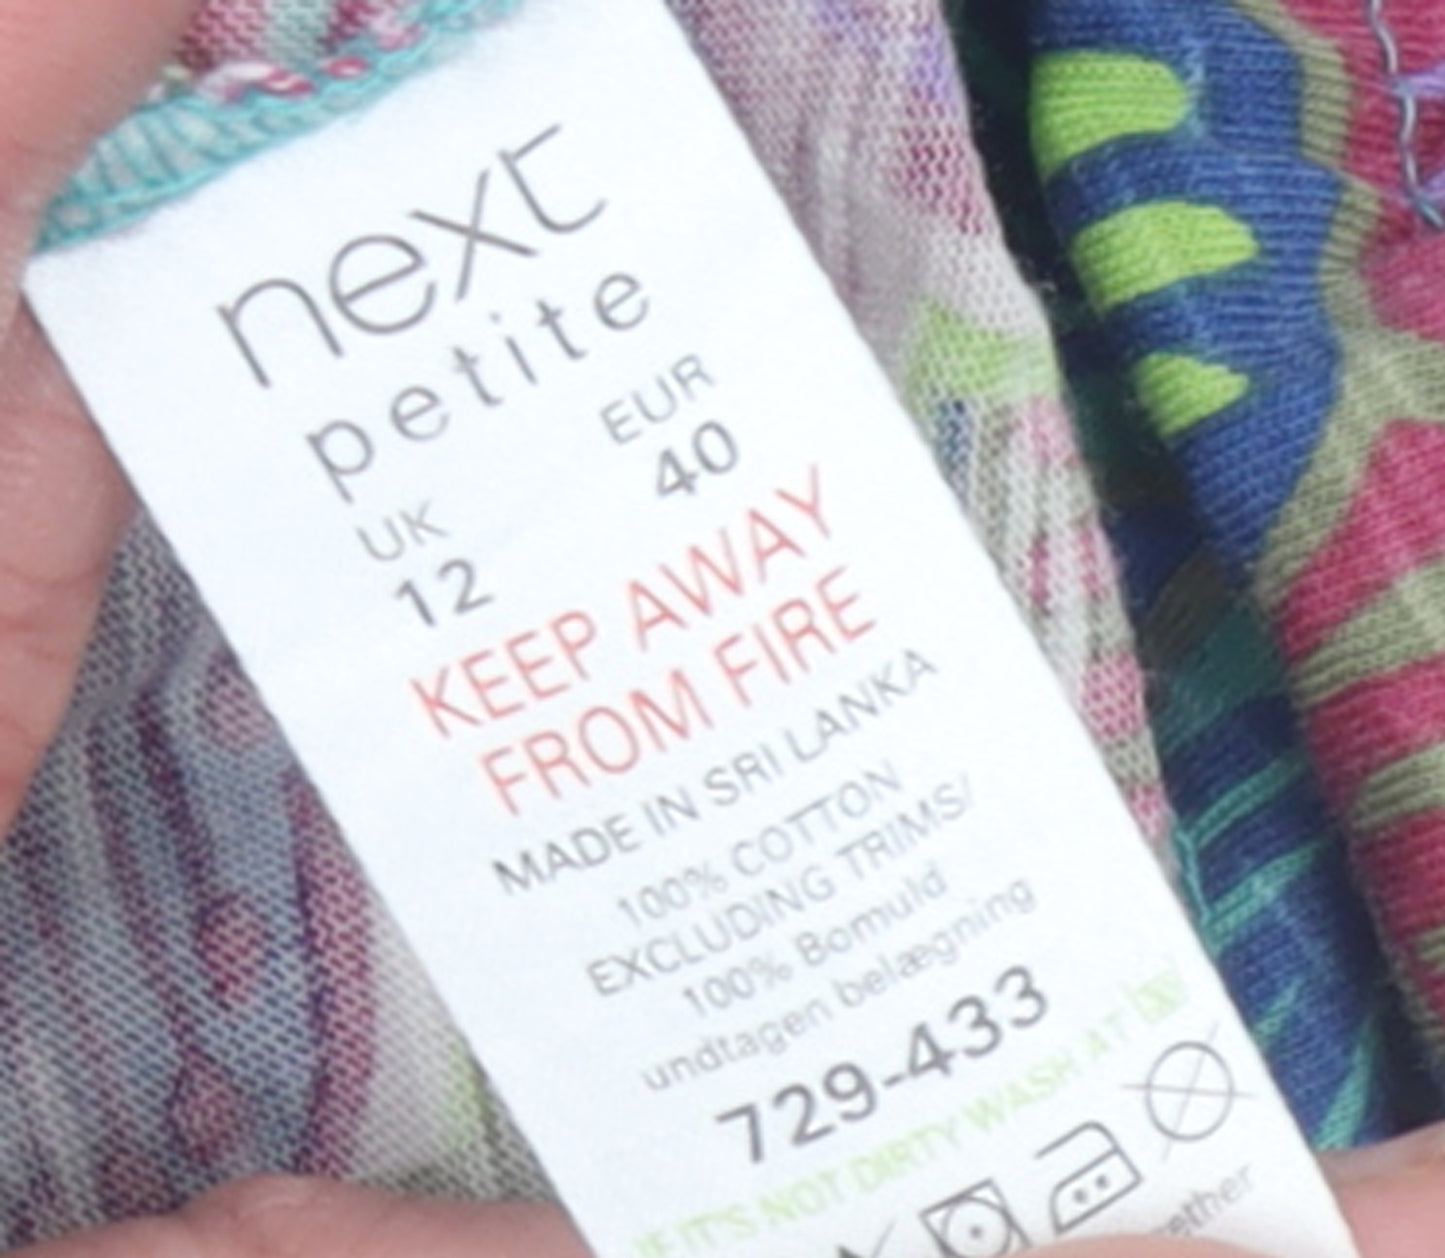 next
petite
UK EUR
12 40
KEEP AWAY
FROM FIRE
MADE IN SRI LANKA
100% COTTON
EXCLUDING TRIMS/
100% Bomuld
undtagen belægning
729-433
IF IT'S NOT DIRTY WASH AT